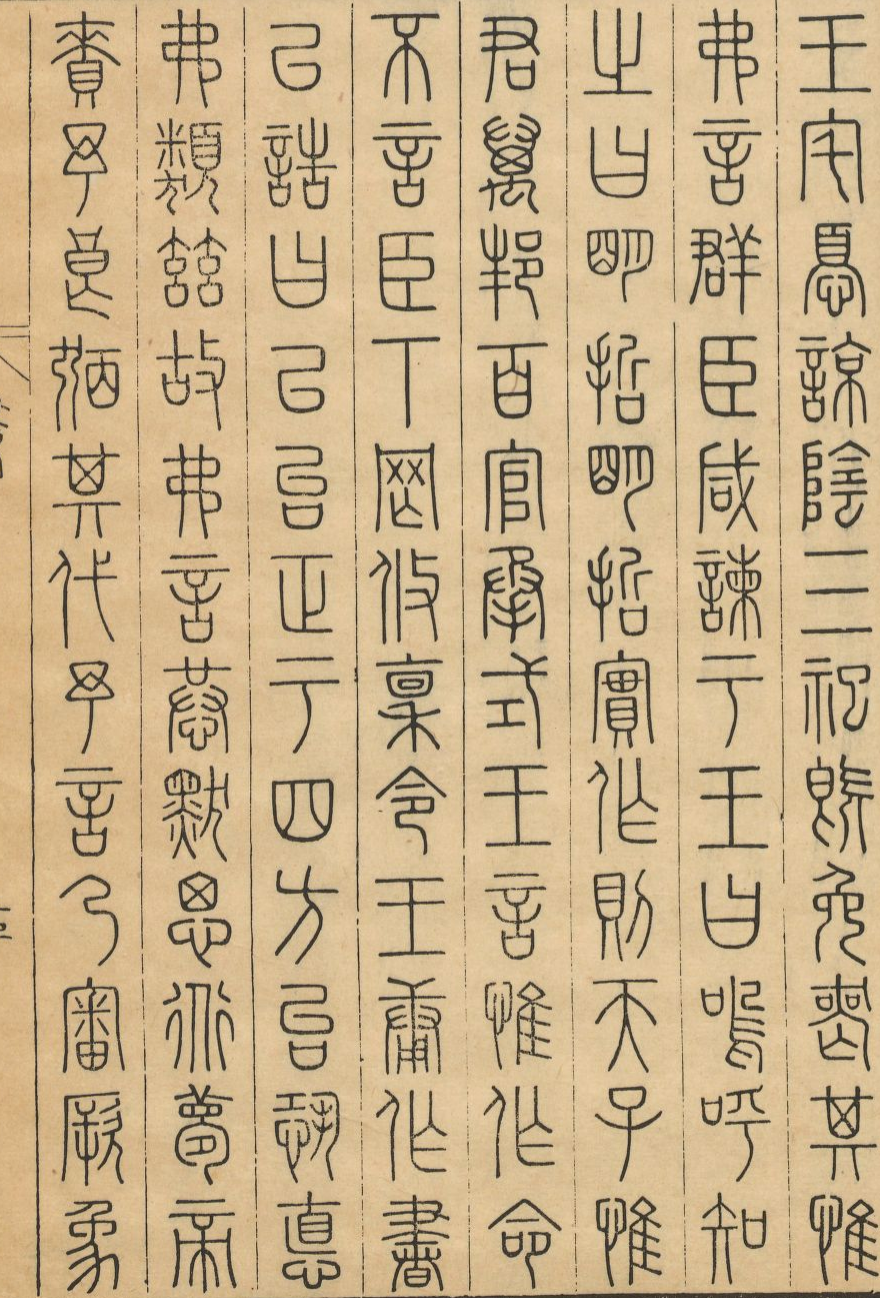 王宅憂諒陰三祀既免喪其惟
弗言群臣咸諫于王曰嗚呼知
之曰明哲明哲實作則天子惟
君萬邦百官承式王言惟作命
不言臣下罔攸稟令王庸作書
以誥曰以台正于四方台恐悳
弗類茲故弗言恭默思道夢帝
賚予良弼其代予言乃審厥象